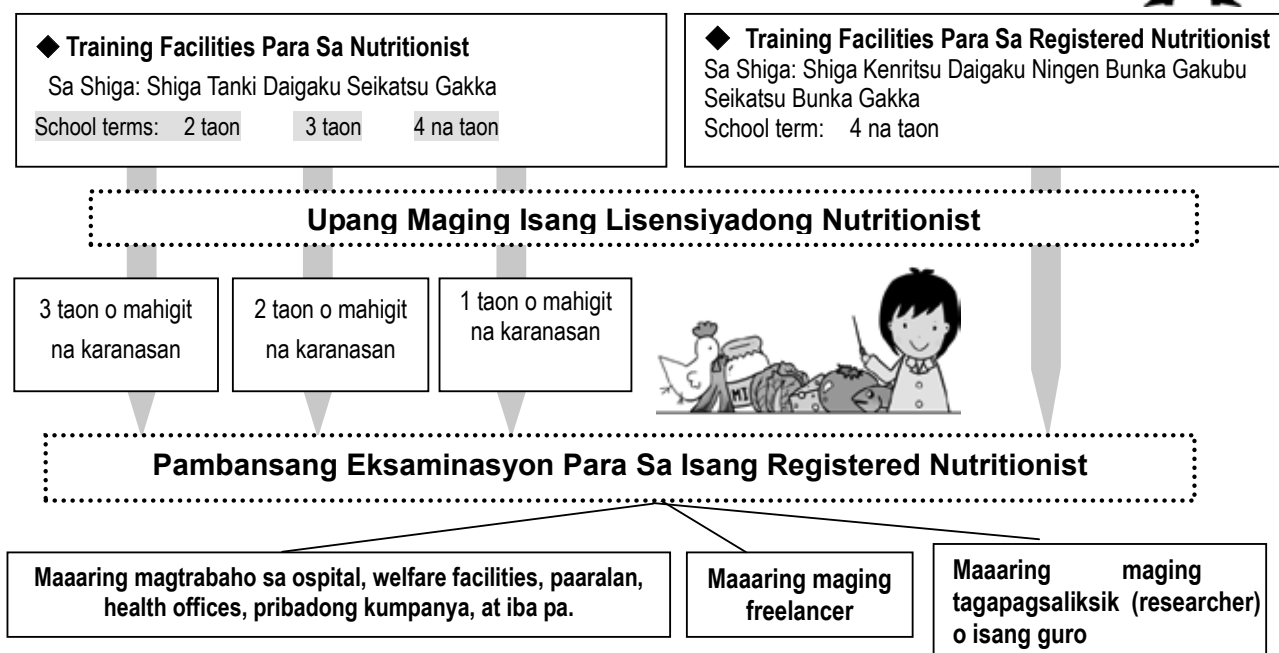 ◆ Training Facilities Para Sa Nutritionist
Sa Shiga: Shiga Tanki Daigaku Seikatsu Gakka
School terms: 2 taon 3 taon 4 na taon
◆ Training Facilities Para Sa Registered Nutritionist
Sa Shiga: Shiga Kenritsu Daigaku Ningen Bunka Gakubu
Seikatsu Bunka Gakka
School term: 4 na taon
Upang Maging Isang Lisensiyadong Nutritionist
3 taon o mahigit
na karanasan
2 taon o mahigit
na karanasan
1 taon o mahigit
na karanasan
MI
Pambansang Eksaminasyon Para Sa Isang Registered Nutritionist
Maaaring magtrabaho sa ospital, welfare facilities, paaralan,
health offices, pribadong kumpanya, at iba pa.
Maaaring maging
freelancer
Maaaring maging
tagapagsaliksik (researcher)
o isang guro